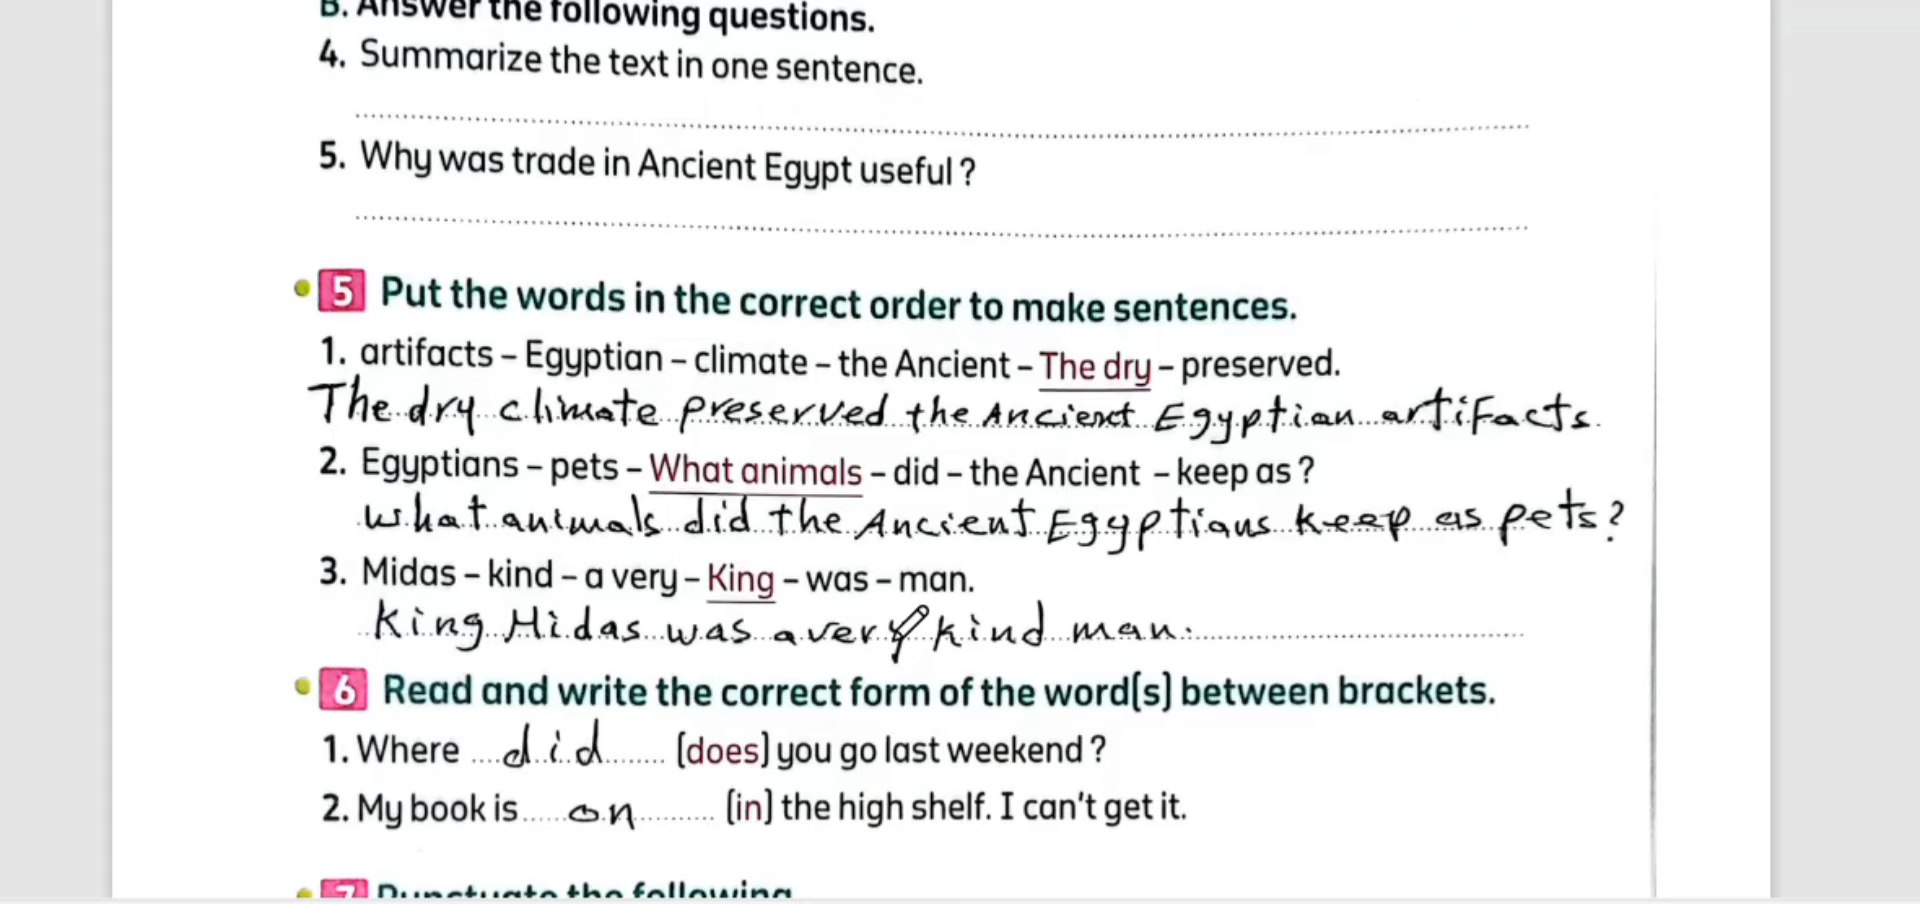 B. Answer the following questions.
4. Summarize the text in one sentence.
5. Why was trade in Ancient Egypt useful ?
5 Put the words in the correct order to make sentences.
1. artifacts – Egyptian – climate – the Ancient – The dry – preserved.
The dry climate preserved the Ancient Egyptian artifacts.
2. Egyptians – pets – What animals – did – the Ancient – keep as ?
What animals did the Ancient Egyptians keep as pets?
3. Midas – kind – a very – King – was – man.
King Midas was a very kind man.
6 Read and write the correct form of the word(s) between brackets.
1. Where did (does) you go last weekend ?
2. My book is on (in) the high shelf. I can't get it.
7 Punctuate the following